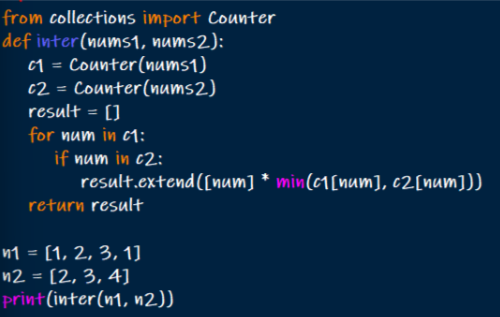 from collections import Counter
def inter(nums1, nums2):
    c1 = Counter(nums1)
    c2 = Counter(nums2)
    result = []
    for num in c1:
        if num in c2:
            result.extend([num] * min(c1[num], c2[num]))
    return result

n1 = [1, 2, 3, 1]
n2 = [2, 3, 4]
print(inter(n1, n2))